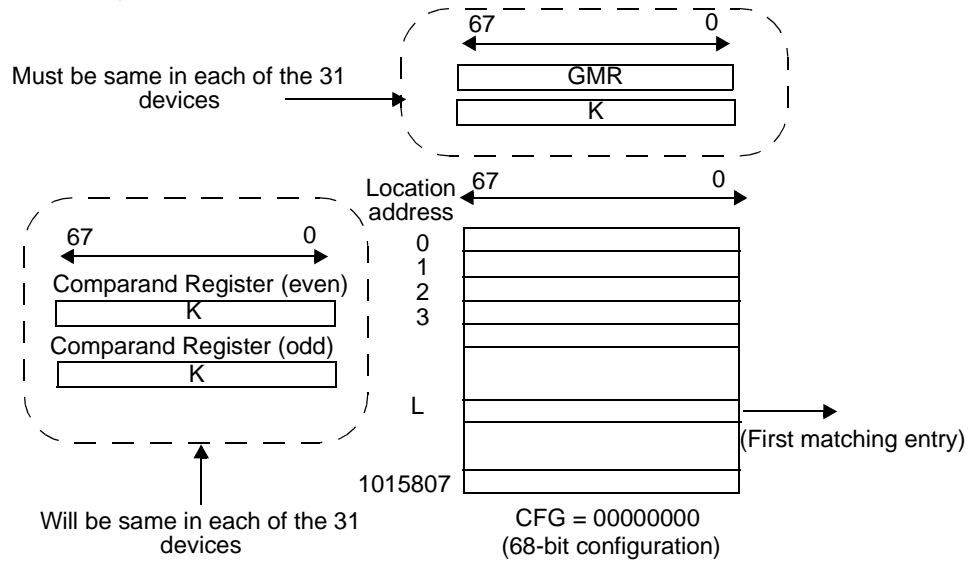 67 0
GMR
K
Must be same in each of the 31
devices
Location
address
67 0
0
1
2
3
L
1015807
(First matching entry)
CFG = 00000000
(68-bit configuration)
67 0
Comparand Register (even)
K
Comparand Register (odd)
K
Will be same in each of the 31
devices